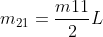 m_{21} = \frac{m11}{2} L